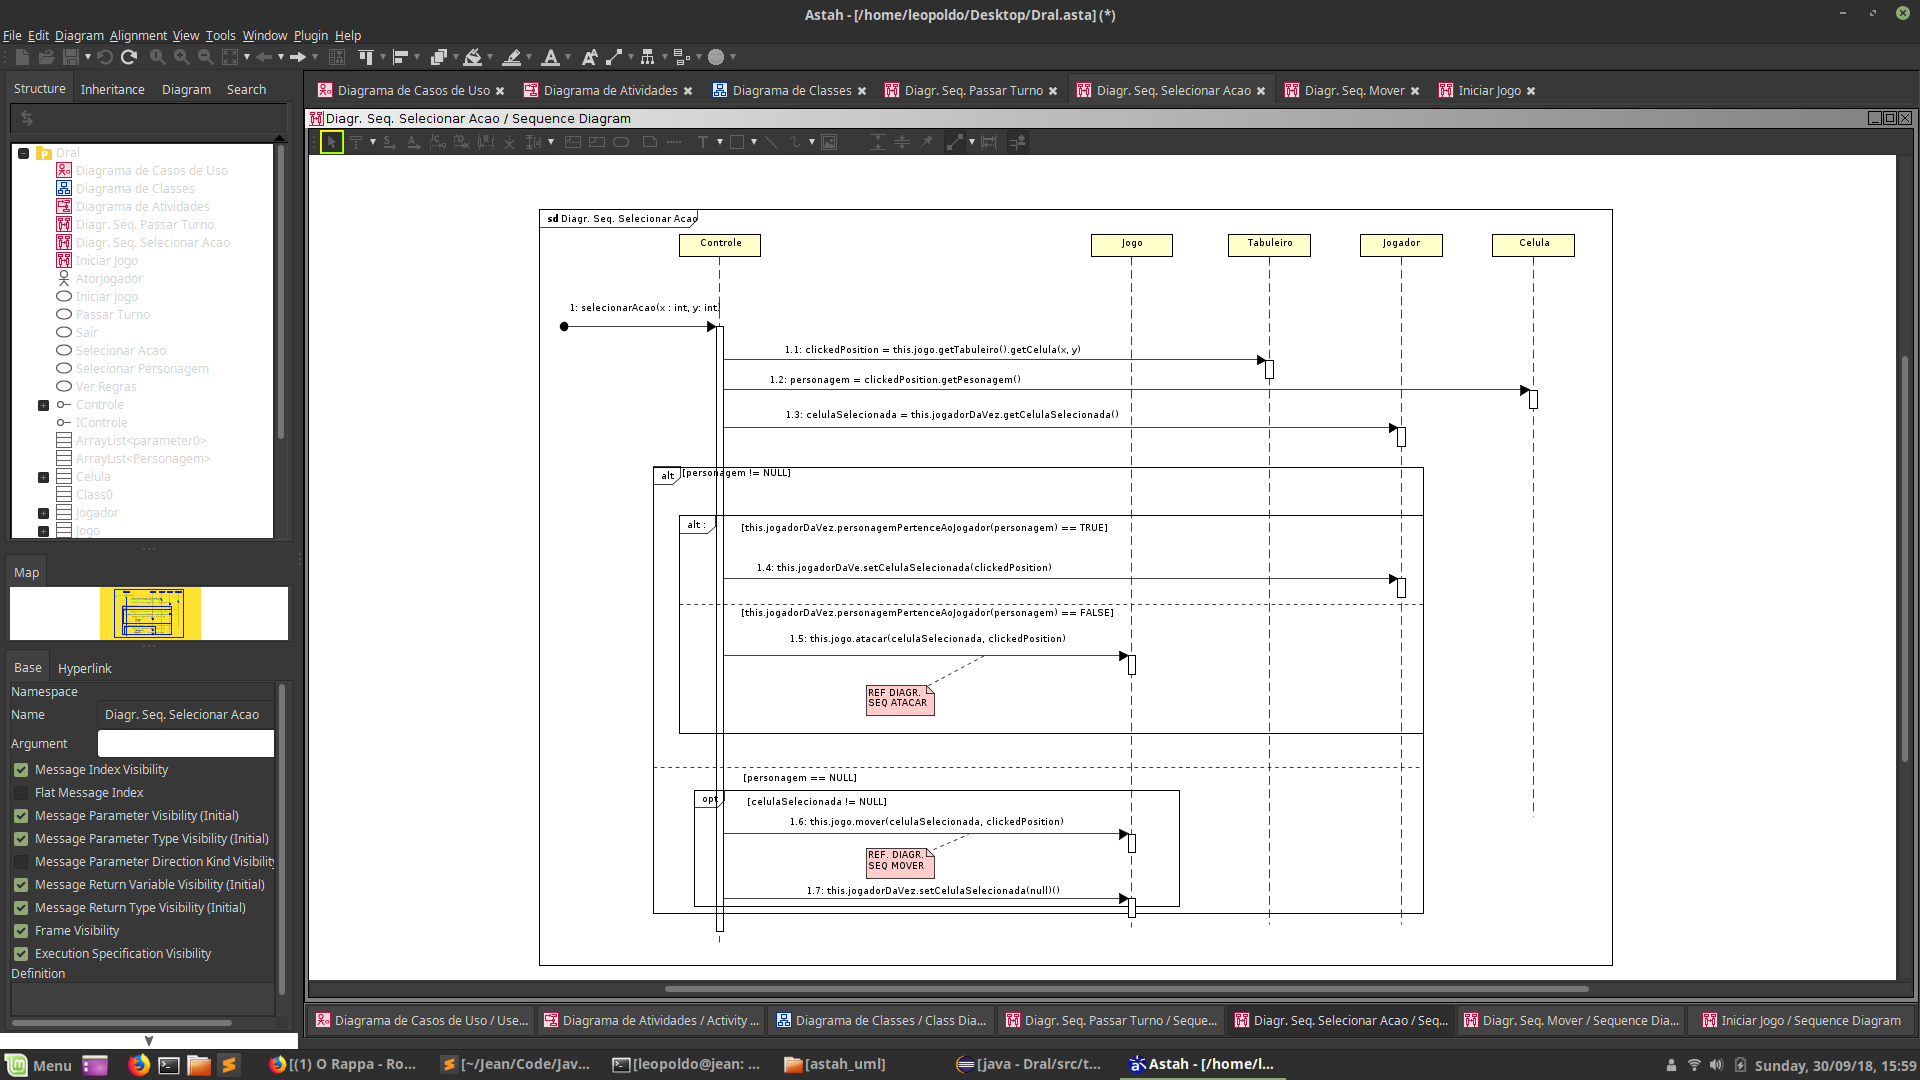 Astah - [/home/leopoldo/Desktop/Dral.asta] (*)
File Edit Diagram Alignment View Tools Window Plugin Help
Structure Inheritance Diagram Search
Diagrama de Casos de Uso
Diagrama de Atividades
Diagrama de Classes
Diagr. Seq. Passar Turno
Diagr. Seq. Selecionar Acao
Diagr. Seq. Mover
Iniciar Jogo
Diagr. Seq. Selecionar Acao / Sequence Diagram
Dral
Diagrama de Casos de Uso
Diagrama de Classes
Diagrama de Atividades
Diagr. Seq. Passar Turno
Diagr. Seq. Selecionar Acao
Iniciar Jogo
AtorJogador
Iniciar jogo
Passar Turno
Sair
Selecionar Acao
Selecionar Personagem
Ver Regras
Controle
IControle
ArrayList<parameter0>
ArrayList<Personagem>
Celula
Class0
Jogador
Jogo
Map
Base Hyperlink
Namespace
Name Diagr. Seq. Selecionar Acao
Argument
Message Index Visibility
Flat Message Index
Message Parameter Visibility (Initial)
Message Parameter Type Visibility (Initial)
Message Parameter Direction Kind Visibility
Message Return Variable Visibility (Initial)
Message Return Type Visibility (Initial)
Frame Visibility
Execution Specification Visibility
Definition
sd Diagr. Seq. Selecionar Acao
Controle
Jogo
Tabuleiro
Jogador
Celula
1: selecionarAcao(x : int, y: int)
1.1: clickedPosition = this.jogo.getTabuleiro().getCelula(x, y)
1.2: personagem = clickedPosition.getPesonagem()
1.3: celulaSelecionada = this.jogadorDaVez.getCelulaSelecionada()
alt [personagem != NULL]
alt : [this.jogadorDaVez.personagemPertenceAoJogador(personagem) == TRUE]
1.4: this.jogadorDaVe.setCelulaSelecionada(clickedPosition)
[this.jogadorDaVez.personagemPertenceAoJogador(personagem) == FALSE]
1.5: this.jogo.atacar(celulaSelecionada, clickedPosition)
REF DIAGR.
SEQ ATACAR
[personagem == NULL]
opt [celulaSelecionada != NULL]
1.6: this.jogo.mover(celulaSelecionada, clickedPosition)
REF. DIAGR.
SEQ MOVER
1.7: this.jogadorDaVez.setCelulaSelecionada(null)()
Diagrama de Casos de Uso / Use...
Diagrama de Atividades / Activity ...
Diagrama de Classes / Class Dia...
Diagr. Seq. Passar Turno / Seque...
Diagr. Seq. Selecionar Acao / Seq...
Diagr. Seq. Mover / Sequence Dia...
Iniciar Jogo / Sequence Diagram
Menu
[(1) O Rappa - Ro...
[~/Jean/Code/Jav...
[leopoldo@jean: ...
[astah_uml]
[java - Dral/src/t...
Astah - [/home/l...
Sunday, 30/09/18, 15:59